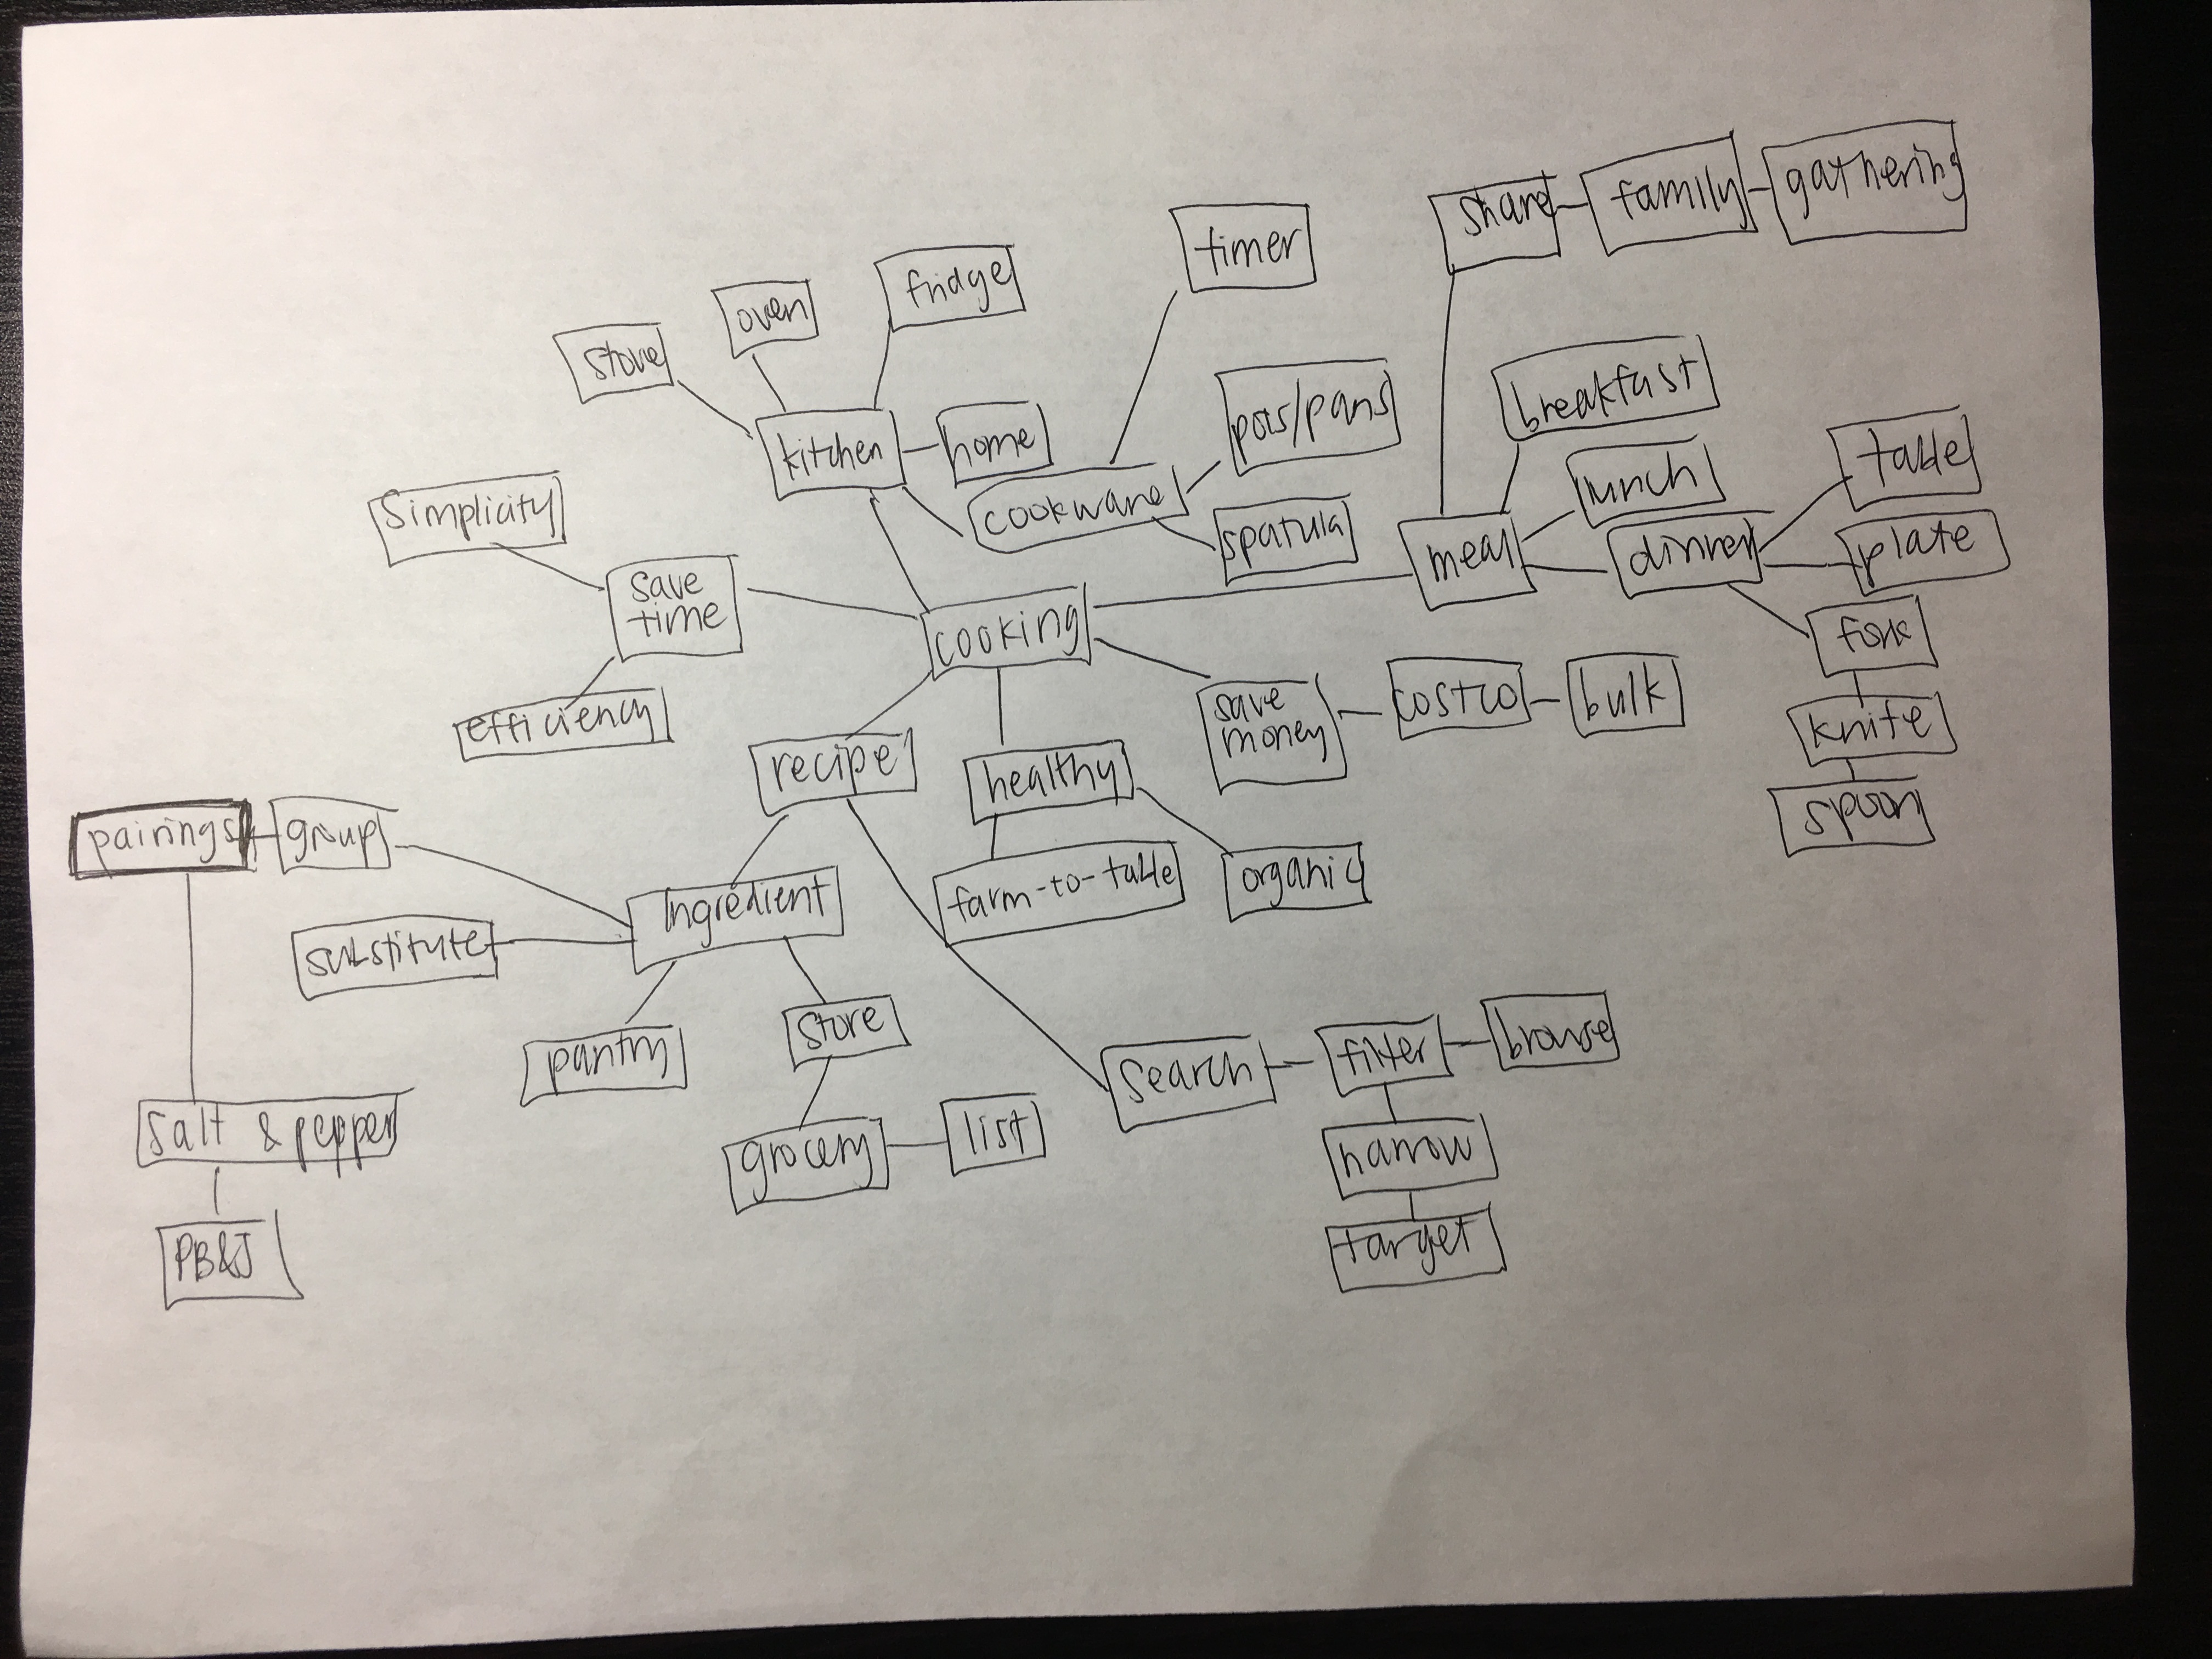 share
family
gathering
timer
fridge
oven
stove
breakfast
pots/pans
home
kitchen
table
lunch
cookware
simplicity
spatula
plate
dinner
meal
save
time
cooking
fork
costco
bulk
save
money
efficiency
knife
recipe
healthy
spoon
pairings
group
farm-to-table
organic
ingredient
substitute
store
browse
filter
pantry
search
salt & pepper
list
grocery
narrow
target
PB&J